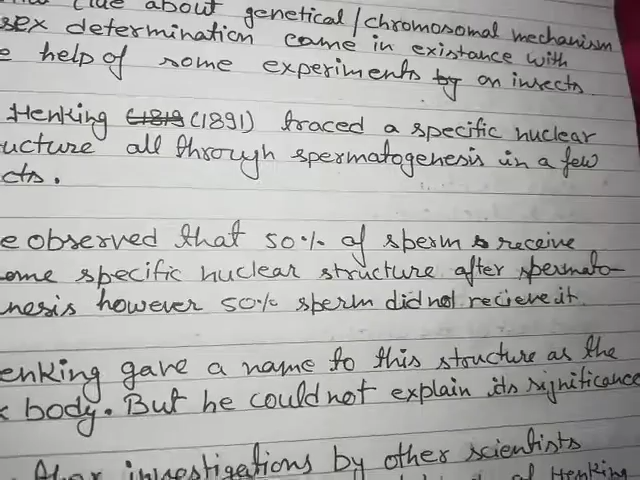 clue about genetical/chromosomal mechanism
sex determination came in existance with
help of some experiments by on insects.
Henking (1819 (1891) traced a specific nuclear
ucture all through spermatogenesis in a few
cts.
e observed that 50% of sperm receive
ome specific nuclear structure after spermato-
nesis however 50% sperm did not recieve it.
enking gave a name to this structure as the
body. But he could not explain its significance
investigations by other scientists
of Henking